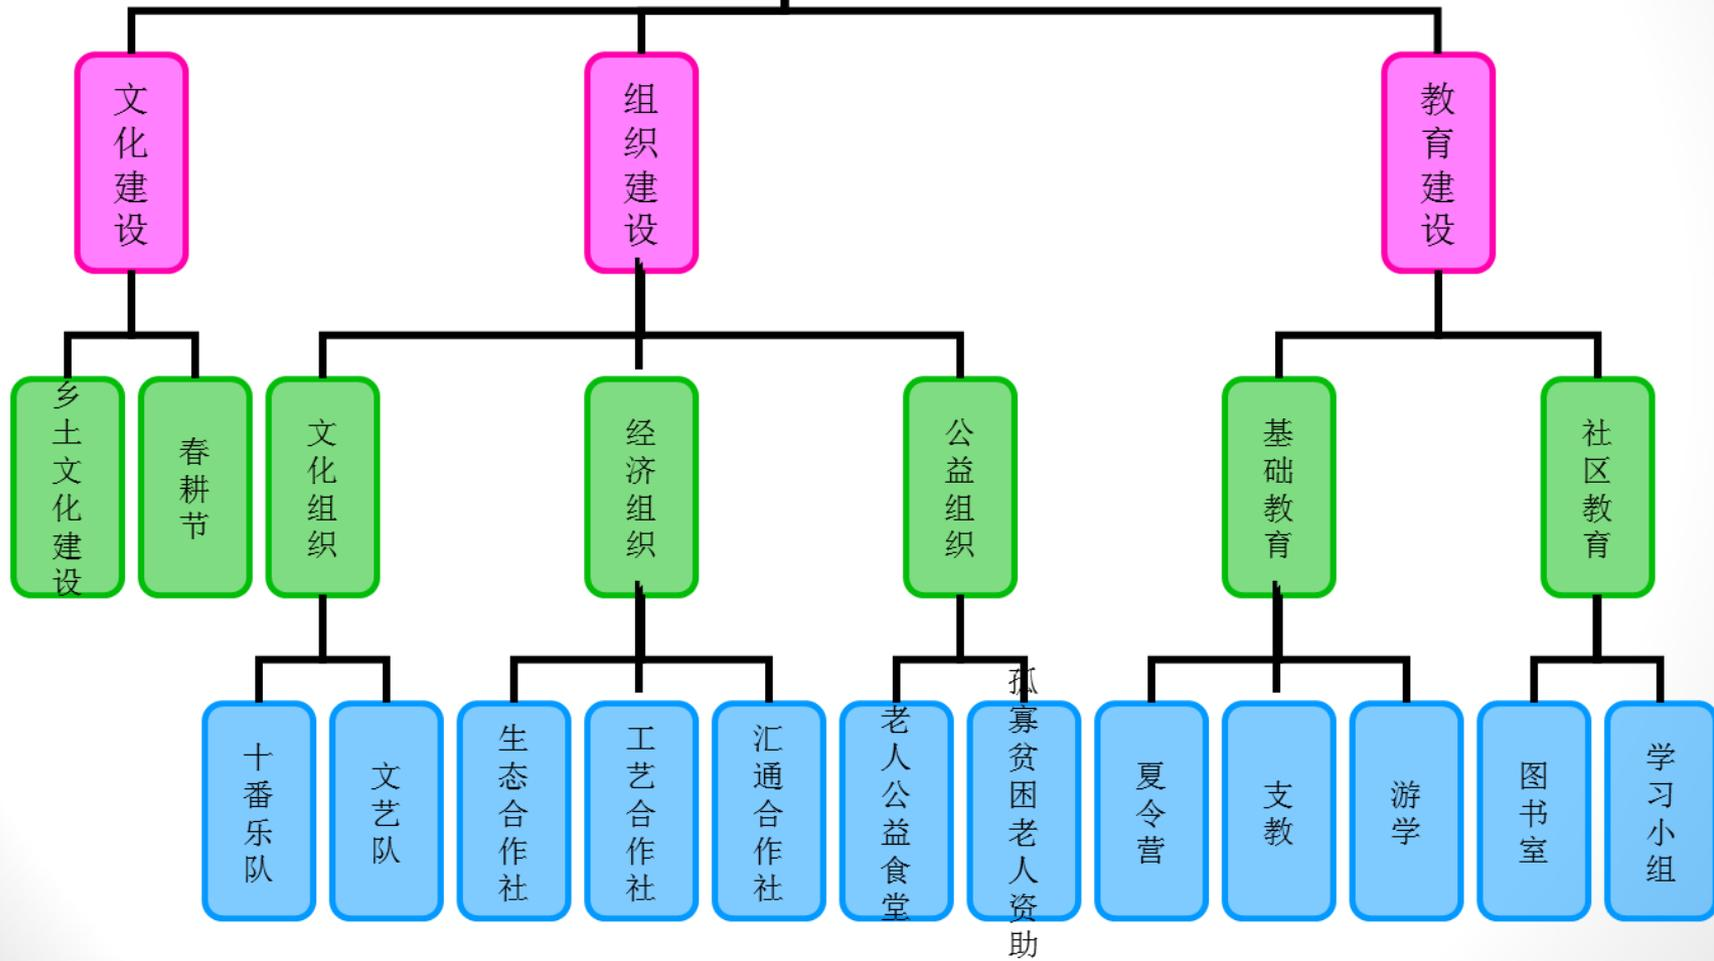 文化建设
组织建设
教育建设
乡土文化建设
春耕节
文化组织
经济组织
公益组织
基础教育
社区教育
十番乐队
文艺队
生态合作社
工艺合作社
汇通合作社
老人公益食堂
孤寡贫困老人资助
夏令营
支教
游学
图书室
学习小组